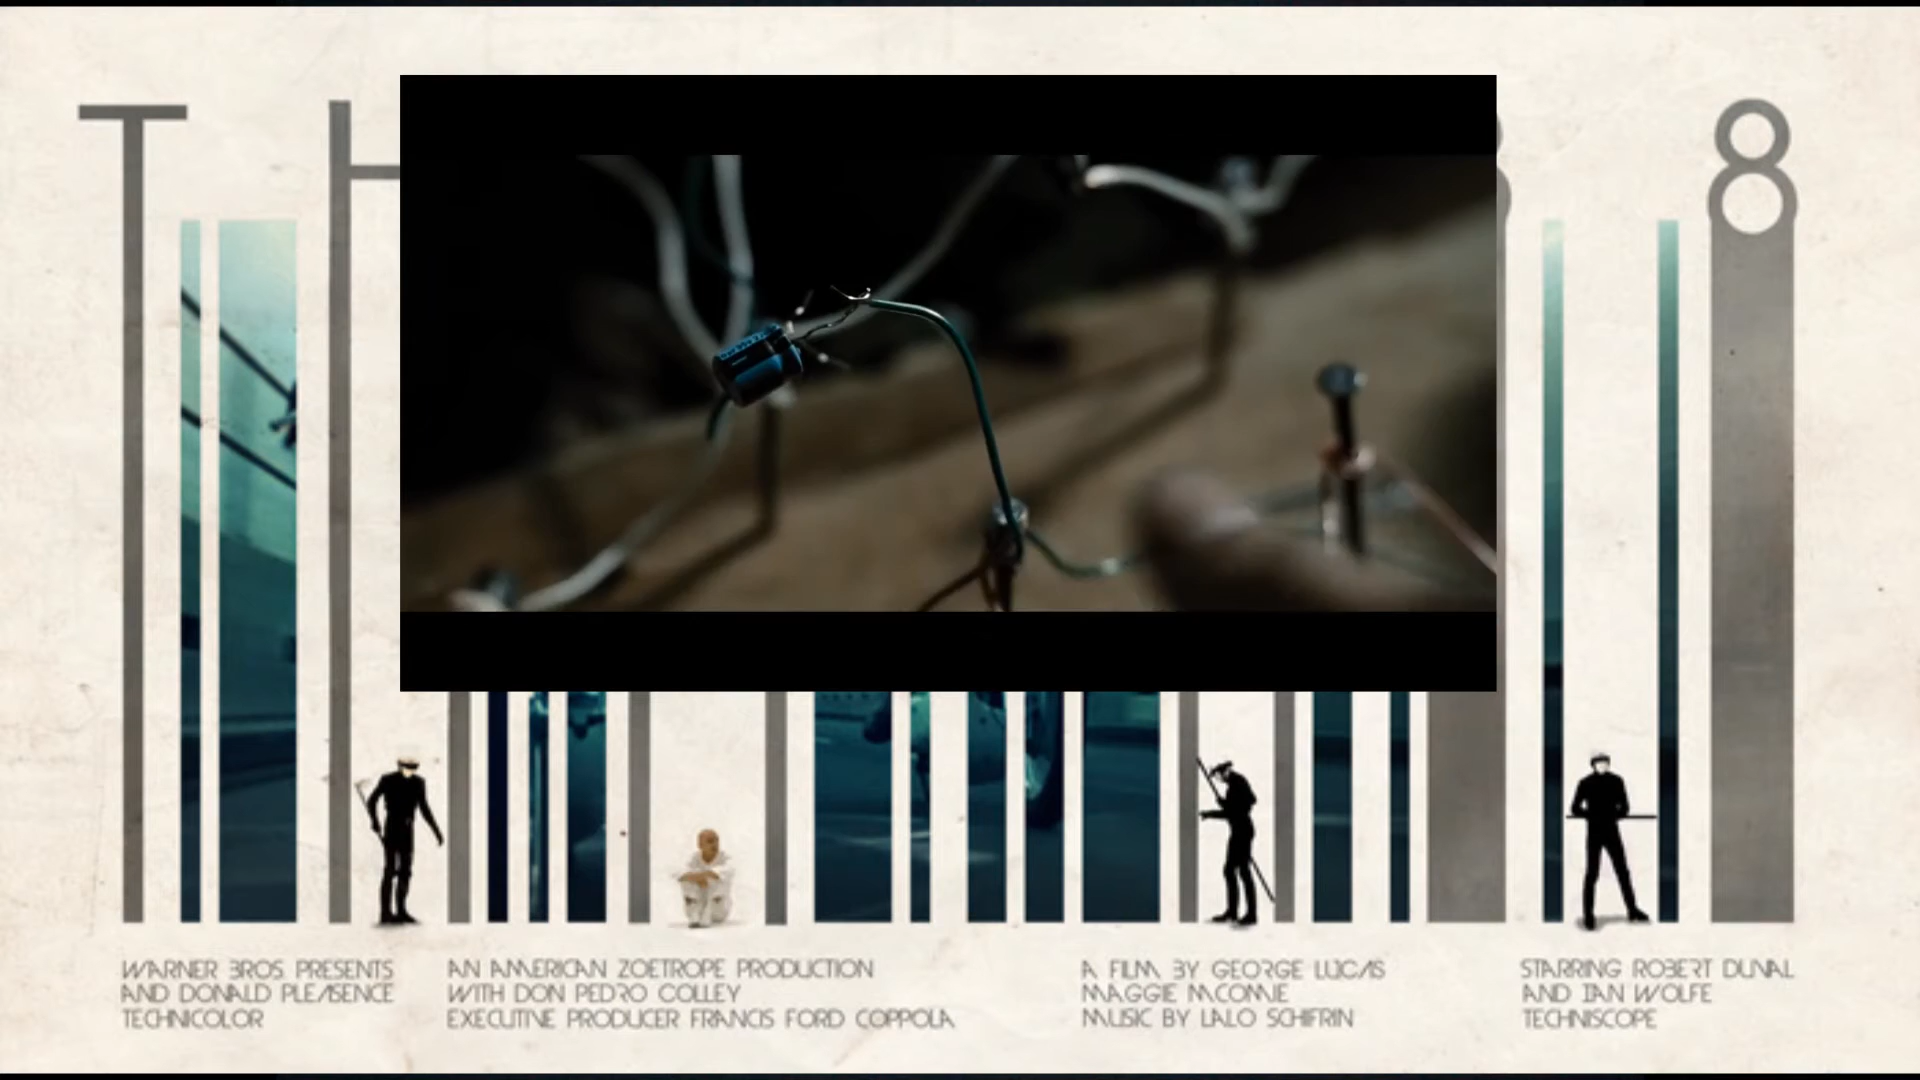 T H 8
WARNER BROS PRESENTS
AND DONALD PLEASENCE
TECHNICOLOR
AN AMERICAN ZOETROPE PRODUCTION
WITH DON PEDRO COLLEY
EXECUTIVE PRODUCER FRANCIS FORD COPPOLA
A FILM BY GEORGE LUCAS
MAGGIE MCOMIE
MUSIC BY LALO SCHIFRIN
STARRING ROBERT DUVAL
AND IAN WOLFE
TECHNISCOPE